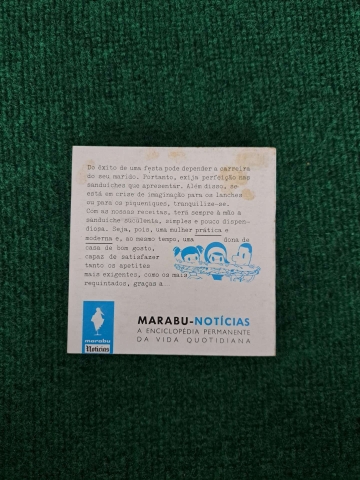 Do êxito de uma festa pode depender a carreira
do seu marido. Portanto, exija perfeição nas
sanduiches que apresentar. Além disso, se
está em crise de imaginação para os lanches
ou para os piqueniques, tranquilize-se.
Com as nossas receitas, terá sempre à mão a
sanduiche suculenta, simples e pouco dispen-
diosa. Seja, pois, uma mulher prática e
moderna e, ao mesmo tempo, uma dona de
casa de bom gosto,
capaz de satisfazer
tanto os apetites
mais exigentes, como os mais
requintados, graças a
MARABU-NOTÍCIAS
A ENCICLOPÉDIA PERMANENTE
DA VIDA QUOTIDIANA
marabu
Notícias